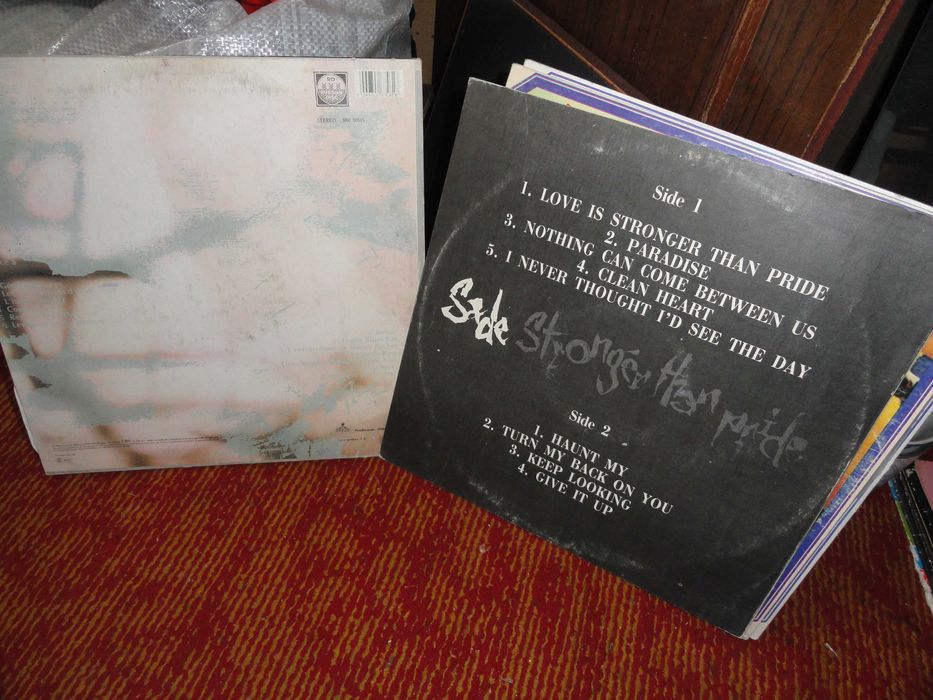 STEREO
Side 1
1. LOVE IS STRONGER THAN PRIDE
2. PARADISE
3. NOTHING CAN COME BETWEEN US
4. CLEAN HEART
5. I NEVER THOUGHT I'D SEE THE DAY
Sade Stronger than pride
Side 2
1. HAUNT MY
2. TURN MY BACK ON YOU
3. KEEP LOOKING
4. GIVE IT UP